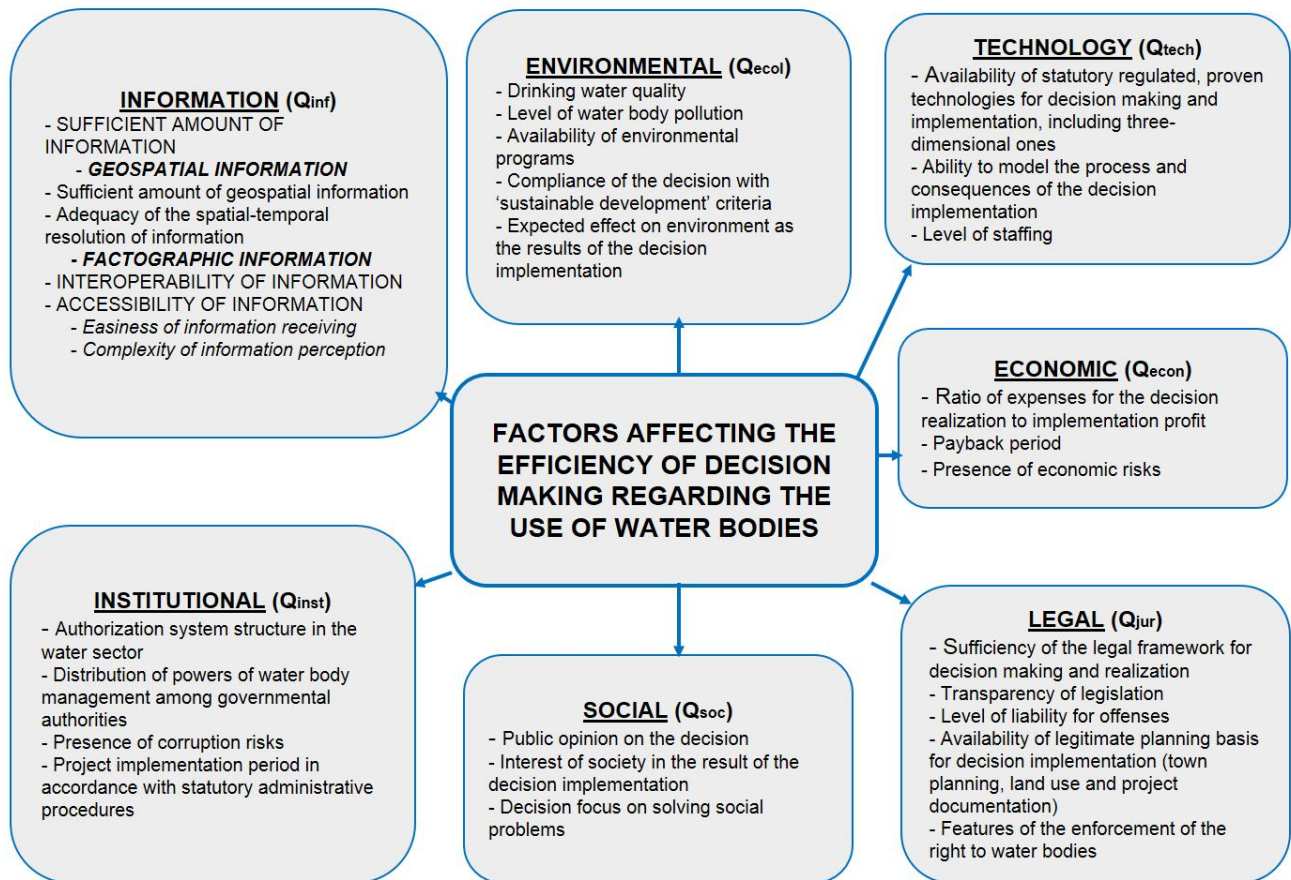 INFORMATION (Qinf)
- SUFFICIENT AMOUNT OF
INFORMATION
- GEOSPATIAL INFORMATION
- Sufficient amount of geospatial information
- Adequacy of the spatial-temporal
resolution of information
- FACTOGRAPHIC INFORMATION
- INTEROPERABILITY OF INFORMATION
- ACCESSIBILITY OF INFORMATION
- Easiness of information receiving
- Complexity of information perception
ENVIRONMENTAL (Qecol)
- Drinking water quality
- Level of water body pollution
- Availability of environmental
programs
- Compliance of the decision with
‘sustainable development’ criteria
- Expected effect on environment as
the results of the decision
implementation
TECHNOLOGY (Qtech)
- Availability of statutory regulated, proven
technologies for decision making and
implementation, including three-
dimensional ones
- Ability to model the process and
consequences of the decision
implementation
- Level of staffing
FACTORS AFFECTING THE
EFFICIENCY OF DECISION
MAKING REGARDING THE
USE OF WATER BODIES
ECONOMIC (Qecon)
- Ratio of expenses for the decision
realization to implementation profit
- Payback period
- Presence of economic risks
INSTITUTIONAL (Qinst)
- Authorization system structure in the
water sector
- Distribution of powers of water body
management among governmental
authorities
- Presence of corruption risks
- Project implementation period in
accordance with statutory administrative
procedures
SOCIAL (Qsoc)
- Public opinion on the decision
- Interest of society in the result of the
decision implementation
- Decision focus on solving social
problems
LEGAL (Qjur)
- Sufficiency of the legal framework for
decision making and realization
- Transparency of legislation
- Level of liability for offenses
- Availability of legitimate planning basis
for decision implementation (town
planning, land use and project
documentation)
- Features of the enforcement of the
right to water bodies